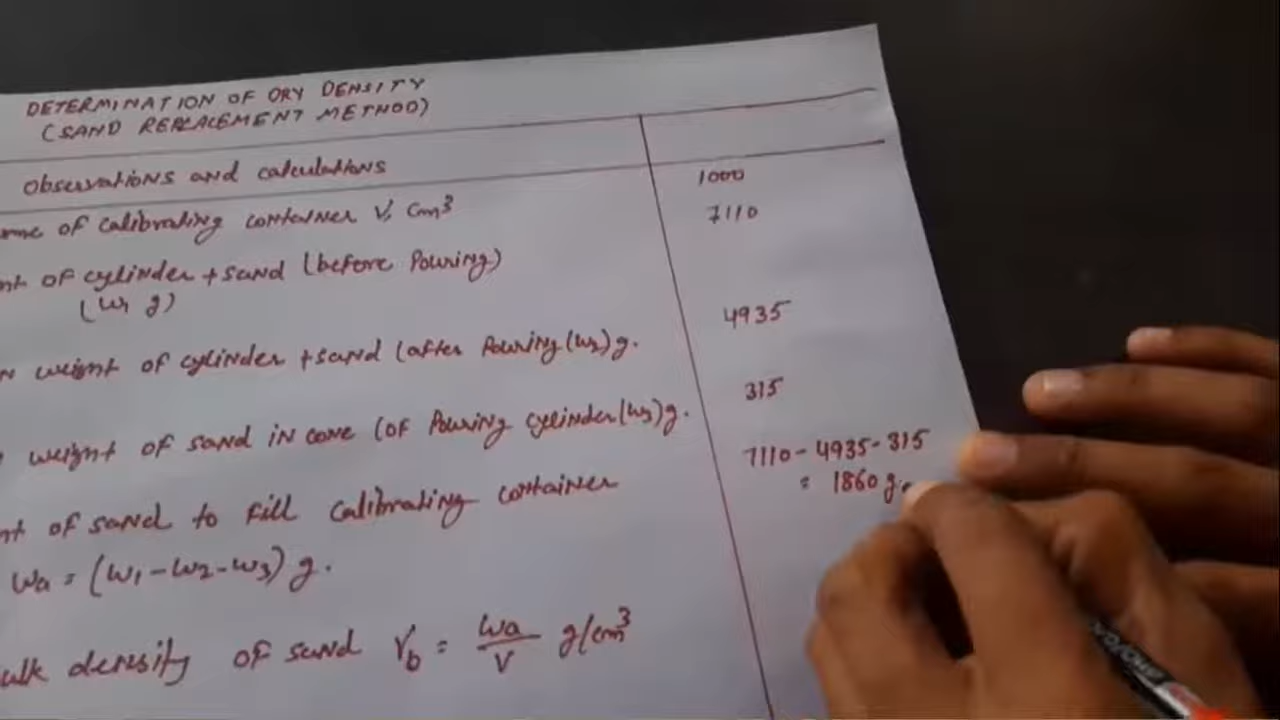 DETERMINATION OF DRY DENSITY
(SAND REPLACEMENT METHOD)
Observations and calculations
of calibrating container V, cm³
1000
of cylinder + sand (before Pouring)
7110
(W₁ g)
weight of cylinder + sand (after Pouring (W₂) g.
4935
weight of sand in cone (of Pouring cylinder (W₃) g.
315
of sand to Fill Calibrating container
7110 - 4935 - 315
= 1860 g.
Wa = (W₁ - W₂ - W₃) g.
density of sand γb = Wa/V g/cm³